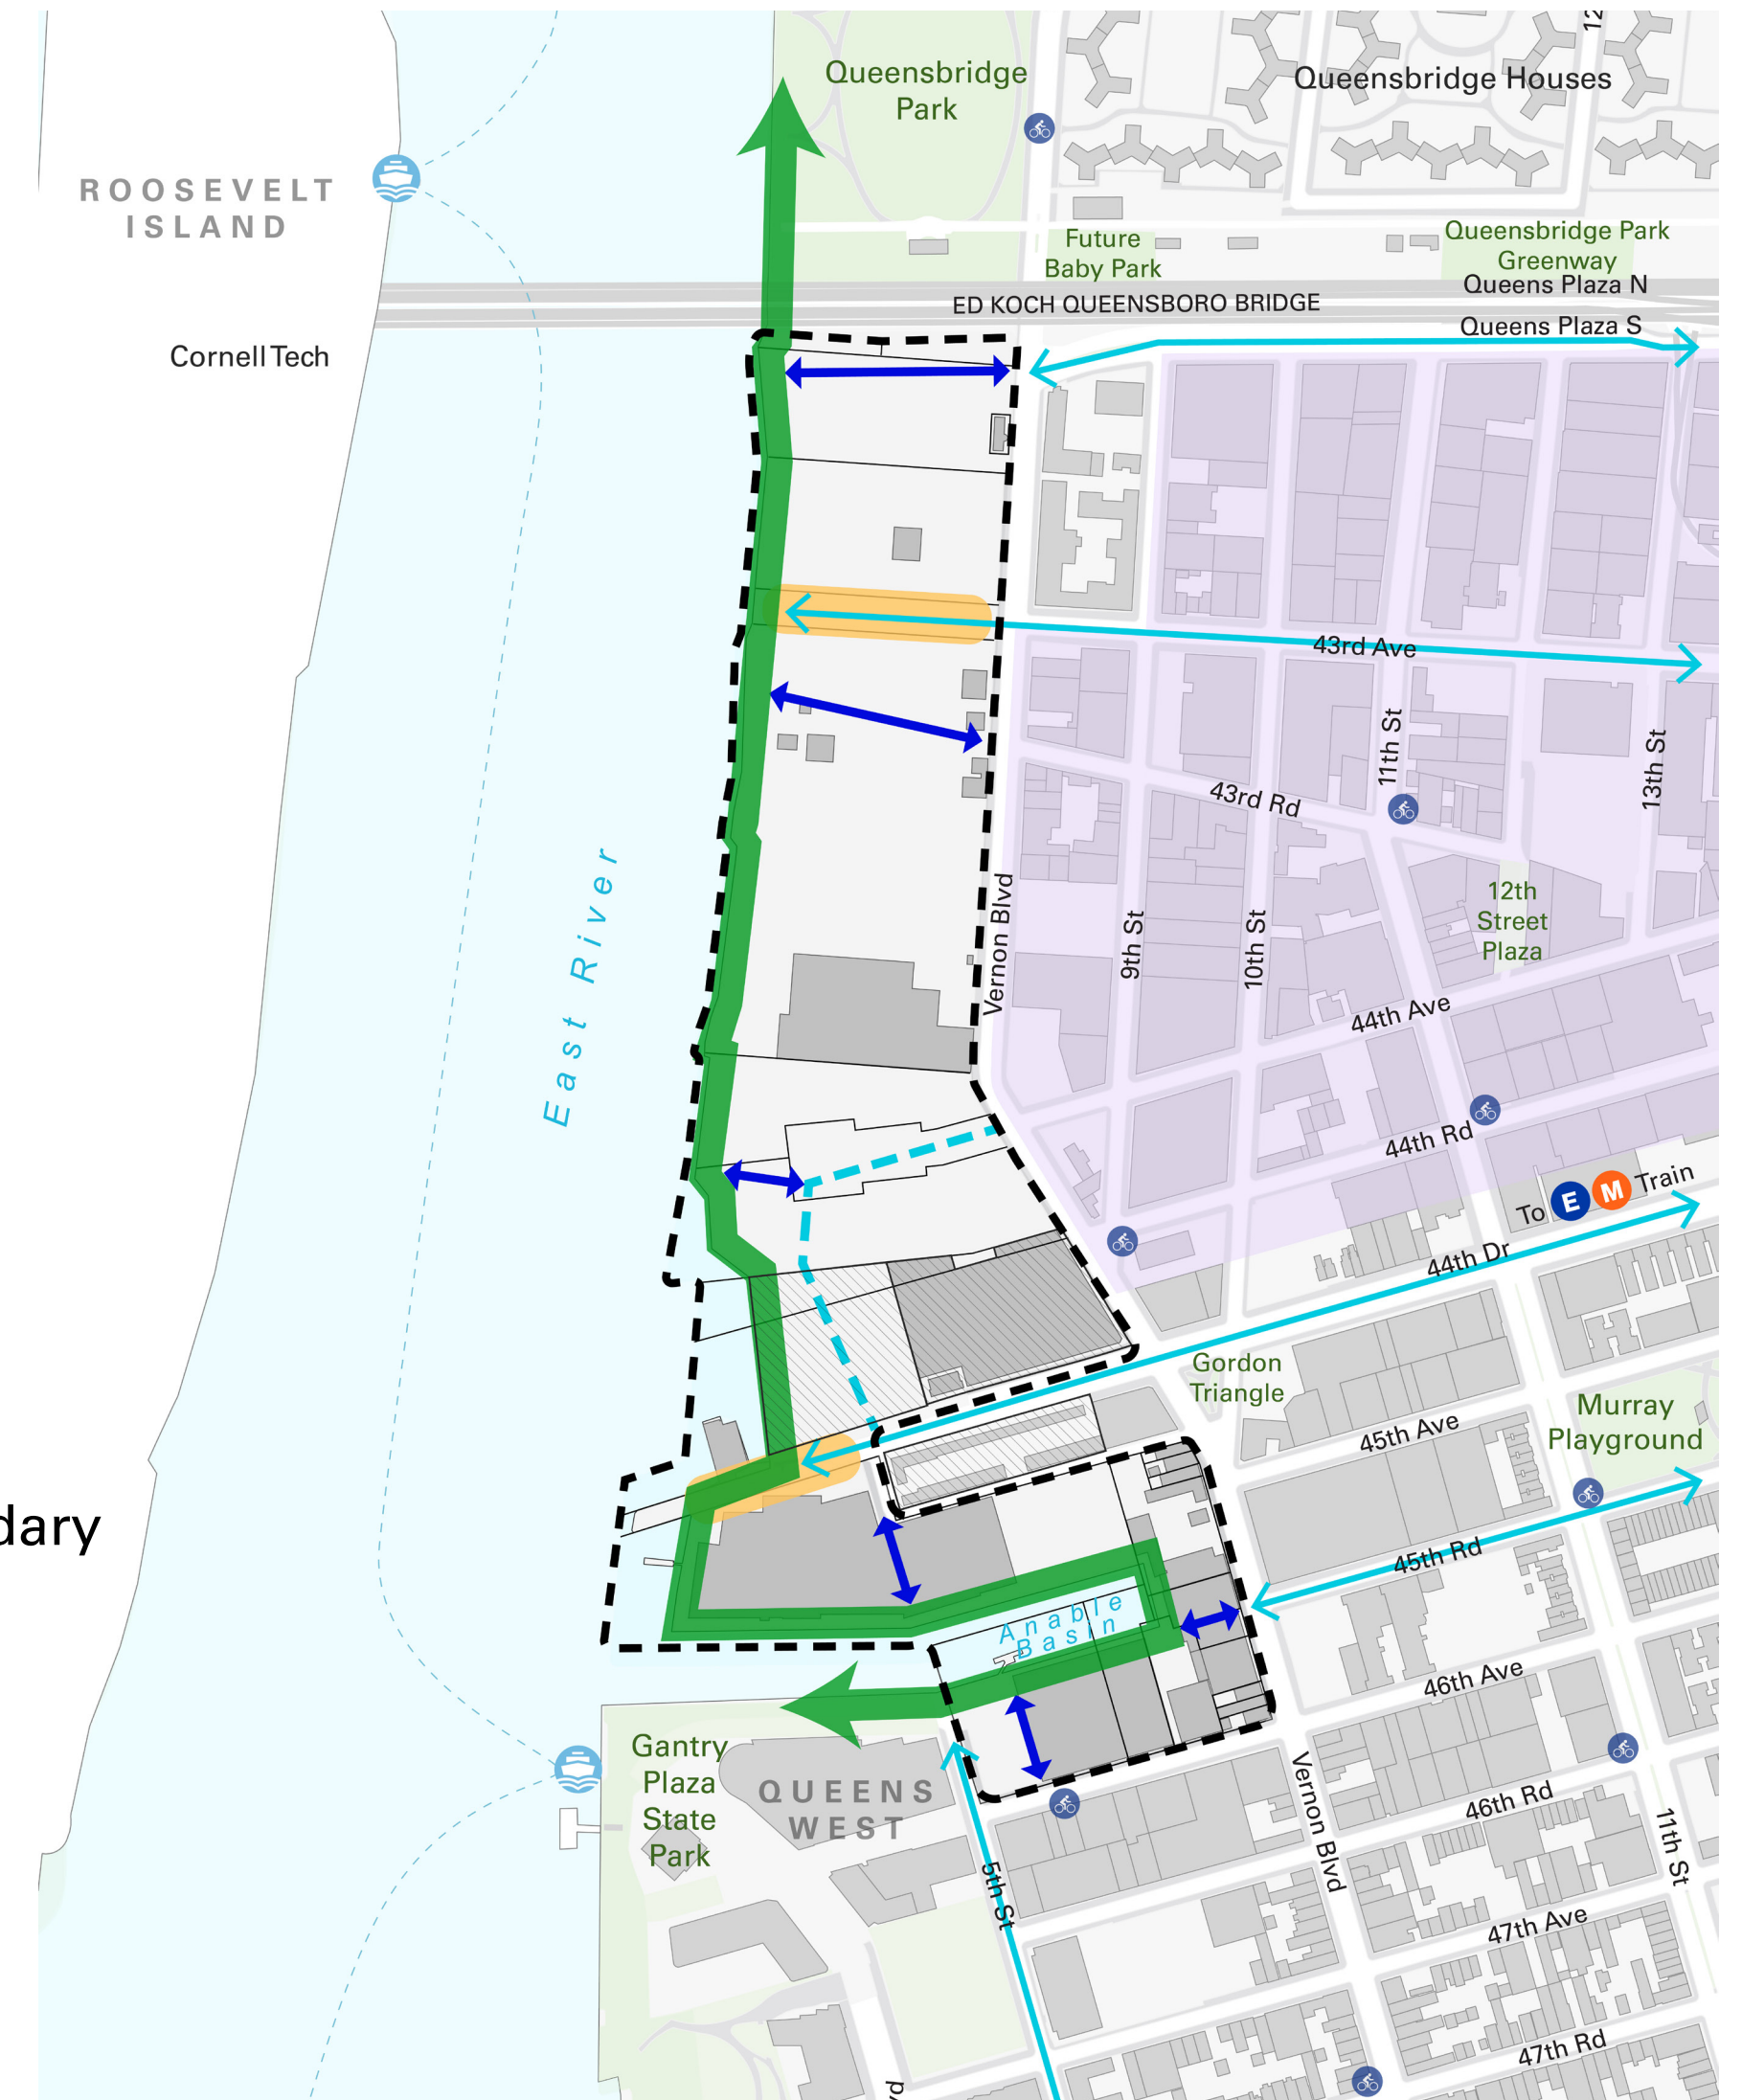 Queensbridge
Park
Queensbridge Houses
12
ROOSEVELT
ISLAND
Future
Baby Park
Queensbridge Park
Greenway
Queens Plaza N
ED KOCH QUEENSBORO BRIDGE
Queens Plaza S
Cornell Tech
43rd Ave
11th St
13th St
43rd Rd
East River
Vernon Blvd
9th St
10th St
12th
Street
Plaza
44th Ave
44th Rd
To E M Train
44th Dr
Gordon
Triangle
Murray
Playground
45th Ave
dary
45th Rd
Anable
Basin
46th Ave
Gantry
Plaza
State
Park
QUEENS
WEST
Vernon Blvd
46th Rd
11th St
5th St
47th Ave
47th Rd
vd